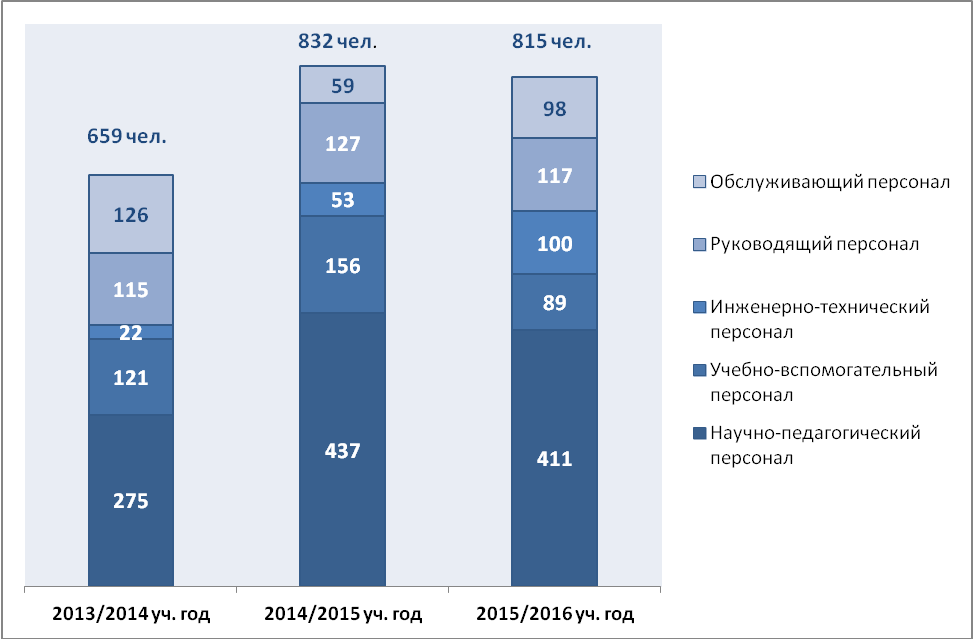 659 чел.
832 чел.
815 чел.
126
115
22
121
275
59
127
53
156
437
98
117
100
89
411
2013/2014 уч. год
2014/2015 уч. год
2015/2016 уч. год
Обслуживающий персонал
Руководящий персонал
Инженерно-технический
персонал
Учебно-вспомогательный
персонал
Научно-педагогический
персонал